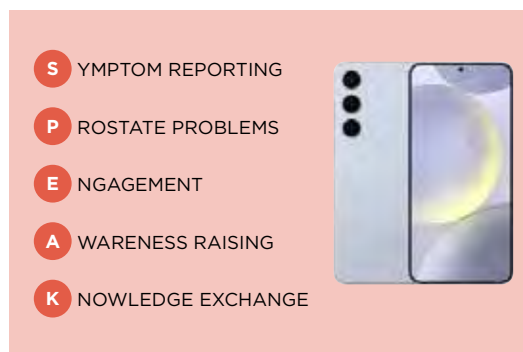 S YMPTOM REPORTING
P ROSTATE PROBLEMS
E NGAGEMENT
A WARENESS RAISING
K NOWLEDGE EXCHANGE